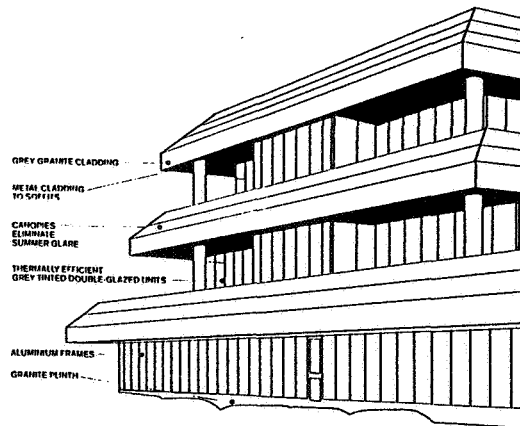 GREY GRANITE CLADDING
METAL CLADDING
TO SOFFITS
CANOPIES
ELIMINATE
SUMMER GLARE
THERMALLY EFFICIENT
GREY TINTED DOUBLE-GLAZED UNITS
ALUMINIUM FRAMES
GRANITE PLINTH